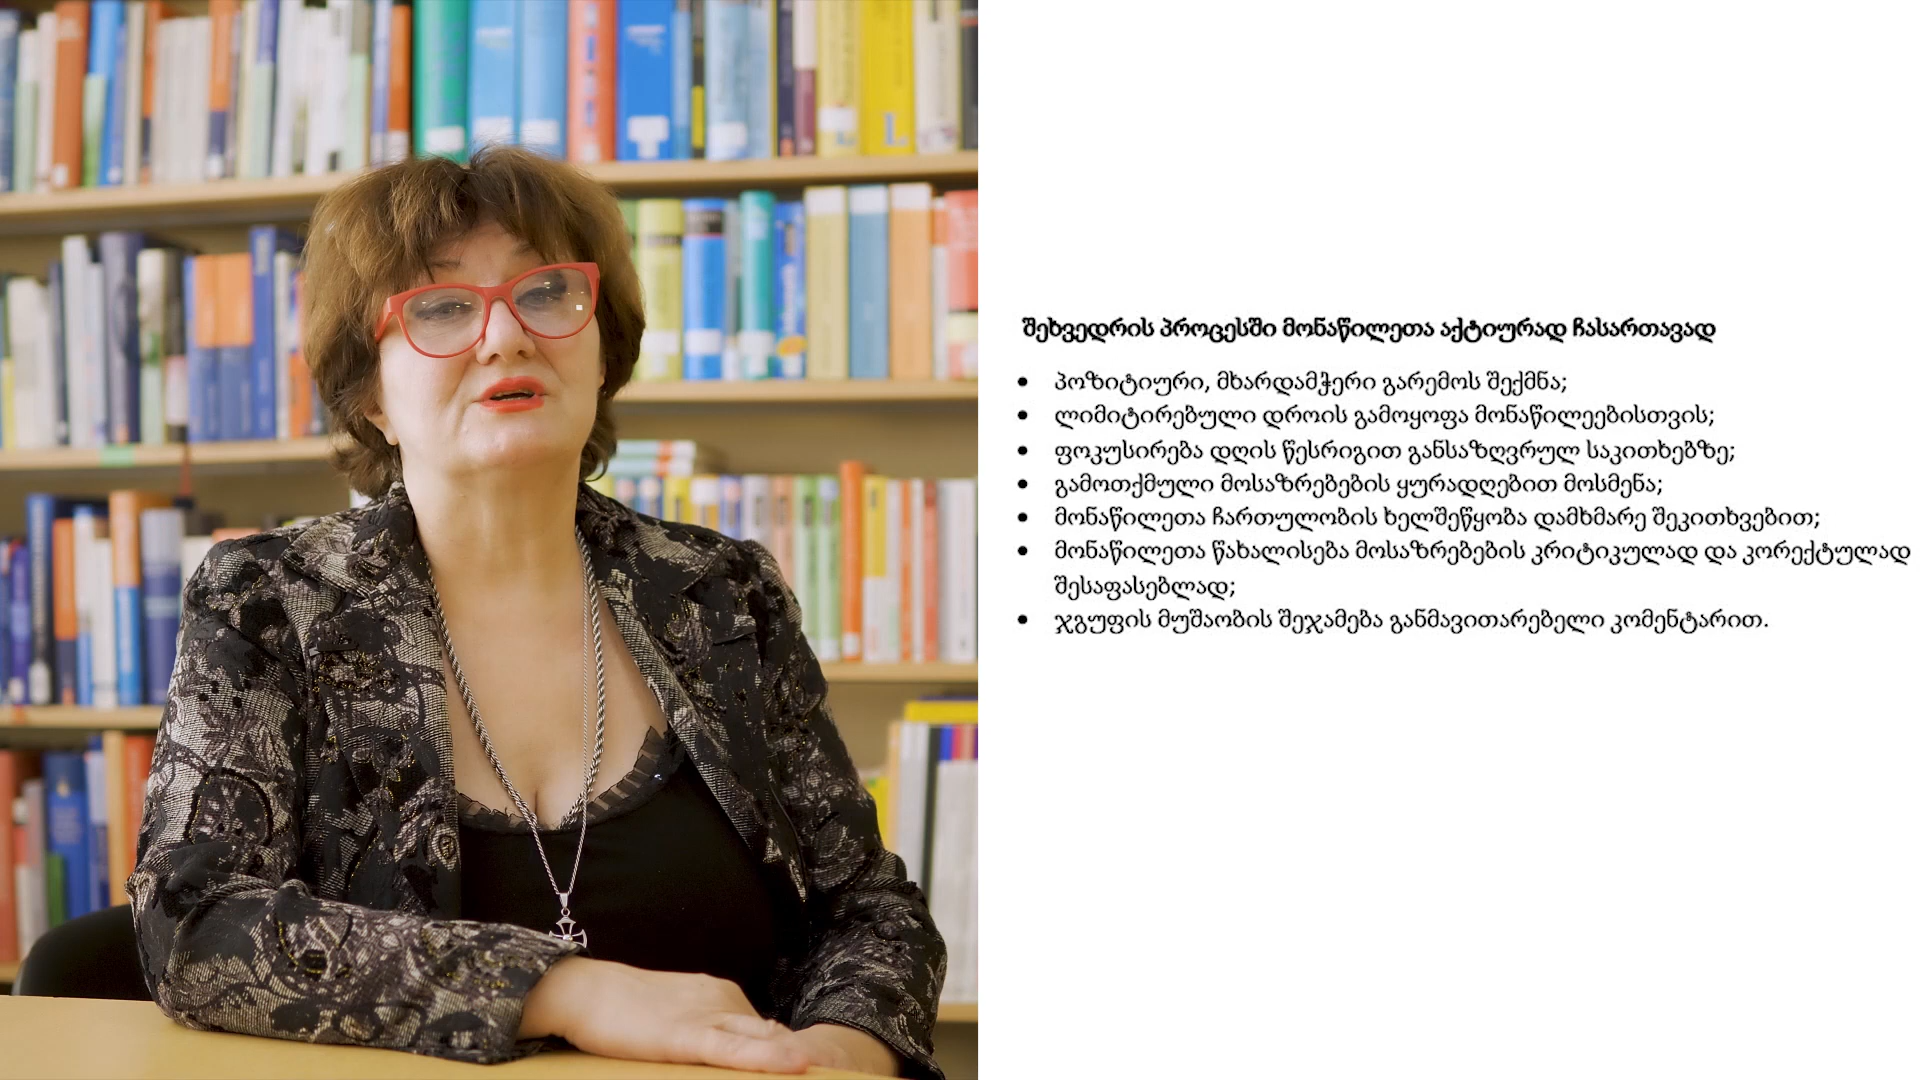 შეხვედრის პროცესში მონაწილეთა აქტიურად ჩასართავად
• პოზიტიური, მხარდამჭერი გარემოს შექმნა;
• ლიმიტირებული დროის გამოყოფა მონაწილეებისთვის;
• ფოკუსირება დღის წესრიგით განსაზღვრულ საკითხებზე;
• გამოთქმული მოსაზრებების ყურადღებით მოსმენა;
• მონაწილეთა ჩართულობის ხელშეწყობა დამხმარე შეკითხვებით;
• მონაწილეთა წახალისება მოსაზრებების კრიტიკულად და კორექტულად
შესაფასებლად;
• ჯგუფის მუშაობის შეჯამება განმავითარებელი კომენტარით.